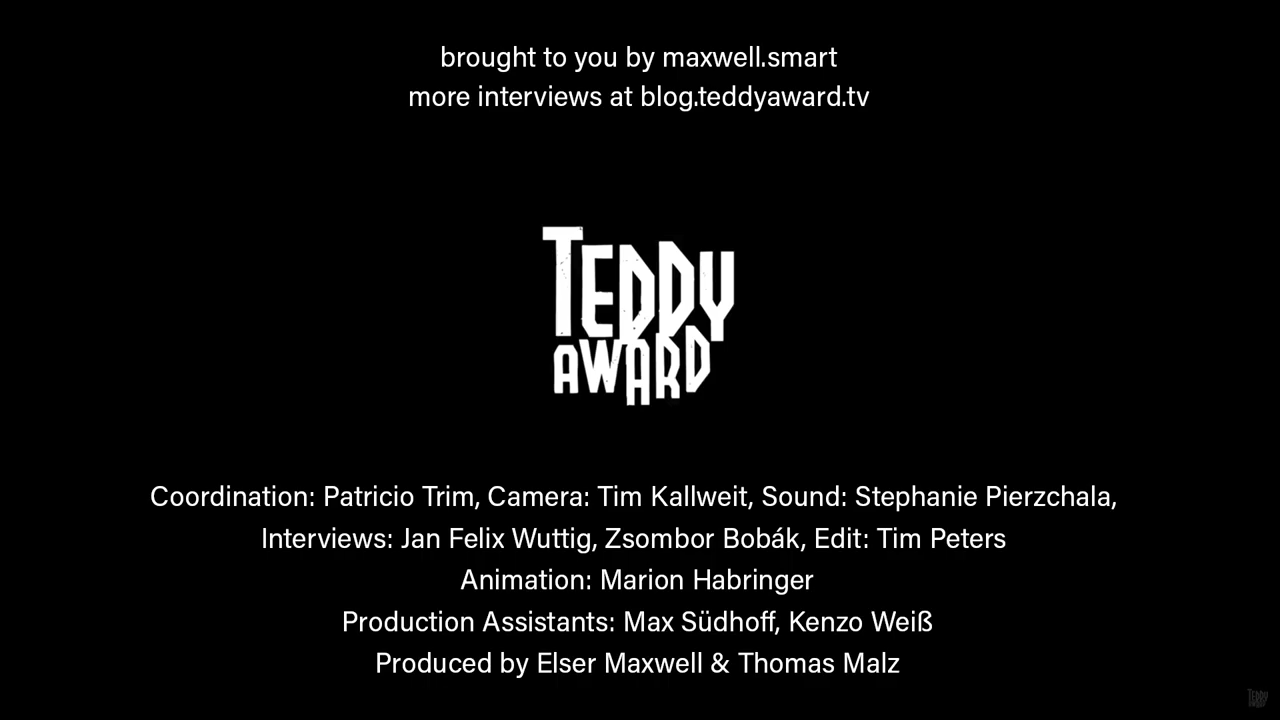 brought to you by maxwell.smart
more interviews at blog.teddyaward.tv
TEDDY
AWARD
Coordination: Patricio Trim, Camera: Tim Kallweit, Sound: Stephanie Pierzchala,
Interviews: Jan Felix Wuttig, Zsombor Bobák, Edit: Tim Peters
Animation: Marion Habringer
Production Assistants: Max Südhoff, Kenzo Weiß
Produced by Elser Maxwell & Thomas Malz
TEDDY
AWARD